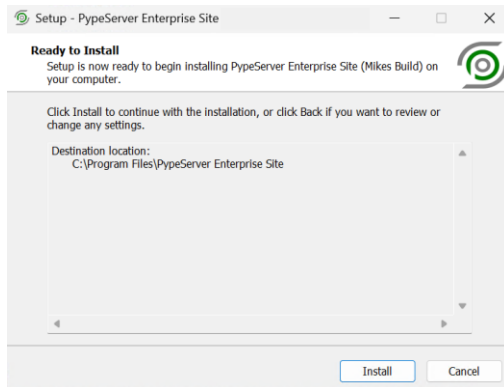 Setup - PypeServer Enterprise Site
Ready to Install
Setup is now ready to begin installing PypeServer Enterprise Site (Mikes Build) on
your computer.
Click Install to continue with the installation, or click Back if you want to review or
change any settings.
Destination location:
C:\Program Files\PypeServer Enterprise Site
Install
Cancel